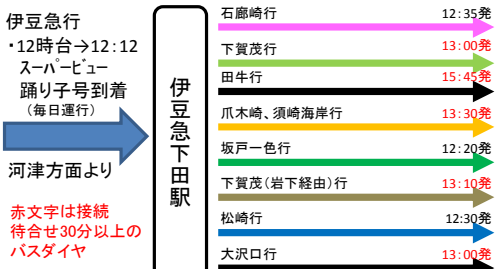 伊豆急行
・12時台→12:12
スーパービュー
踊り子号到着
（毎日運行）
河津方面より
赤文字は接続
待合せ30分以上の
バスダイヤ
伊豆急下田駅
石廊崎行 12:35発
下賀茂行 13:00発
田牛行 15:45発
爪木崎、須崎海岸行 13:30発
坂戸一色行 12:20発
下賀茂(岩下経由)行 13:10発
松崎行 12:30発
大沢口行 13:00発